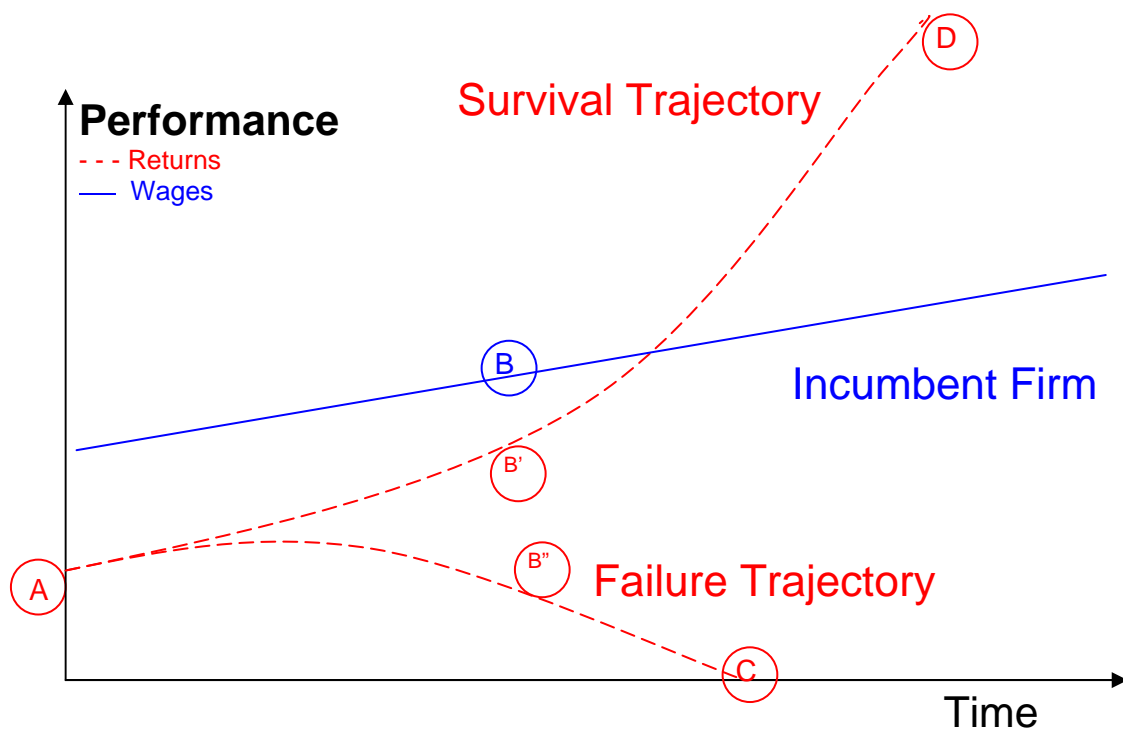 D
Survival Trajectory
Performance
- - - Returns
Wages
B
Incumbent Firm
B'
B”
Failure Trajectory
A
C
Time